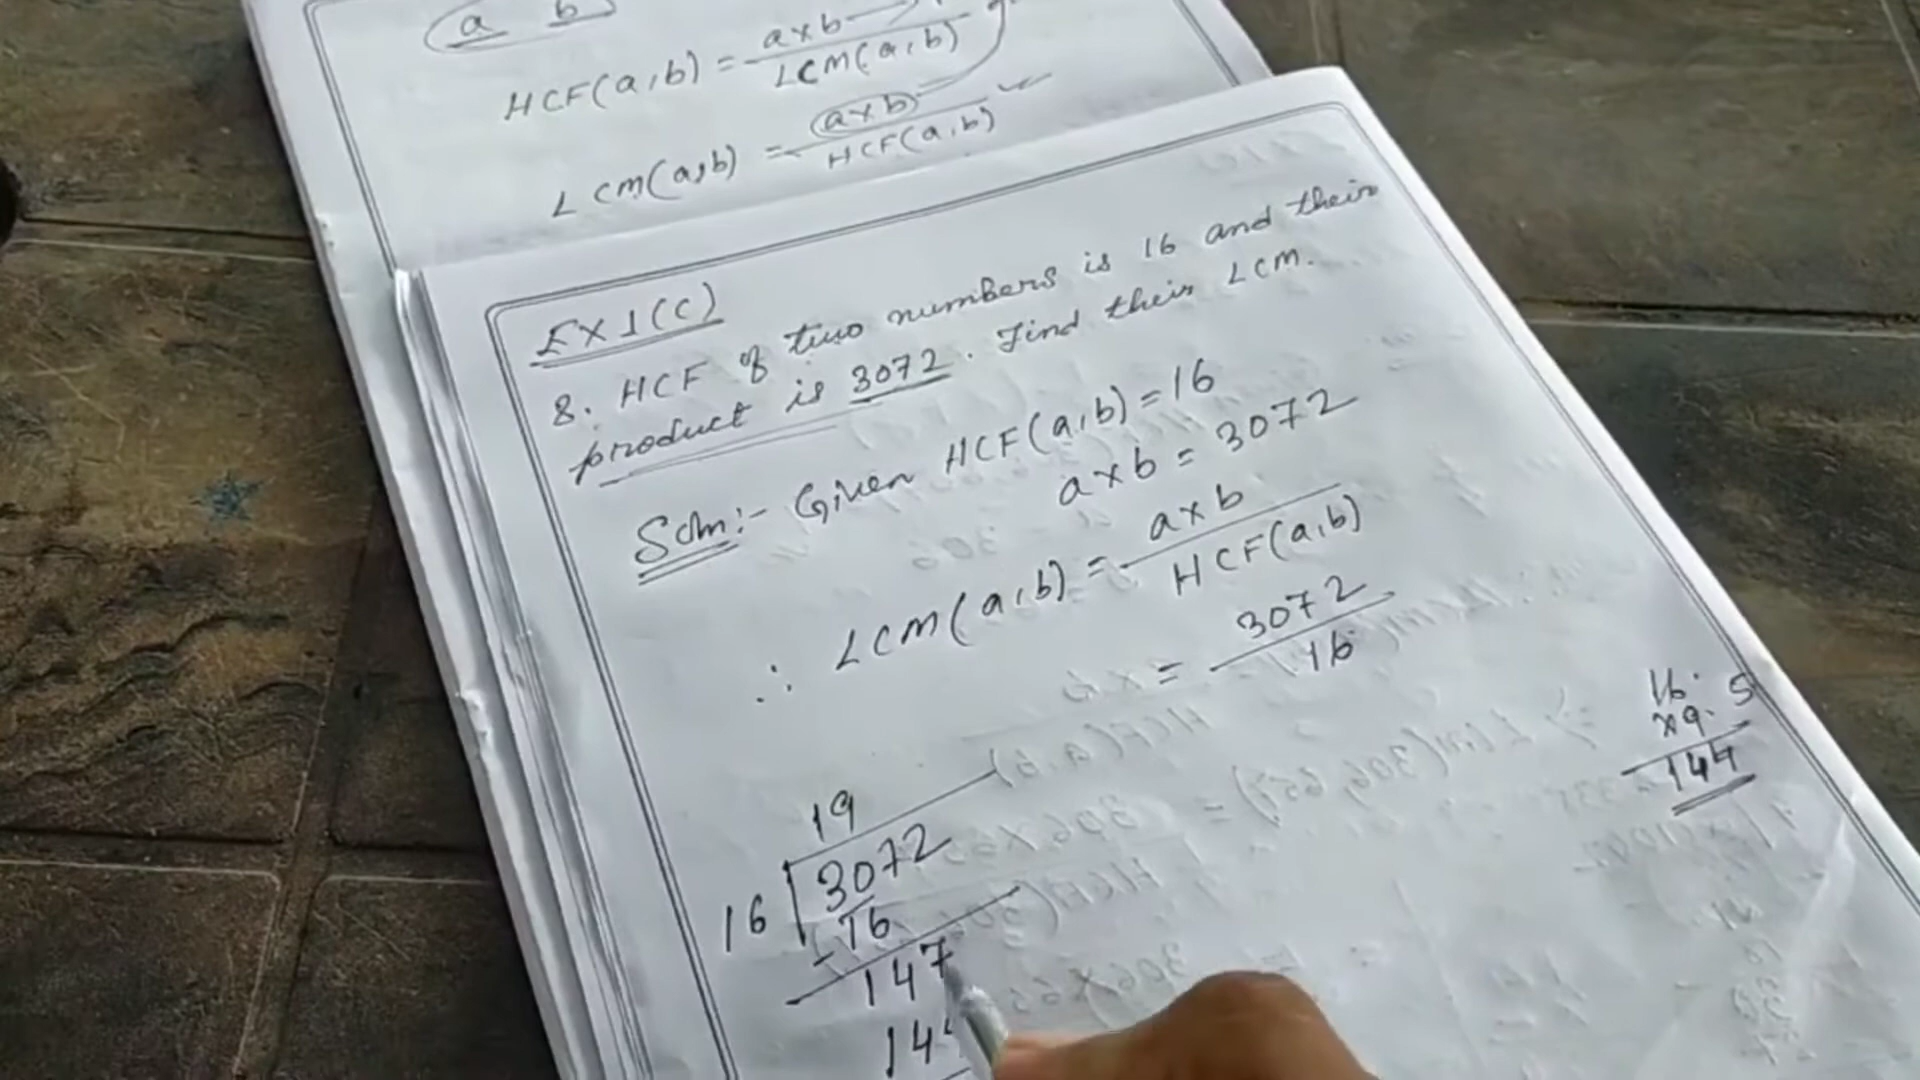 a b
HCF(a,b) = a×b
LCM(a,b)
LCM(a,b) = a×b
HCF(a,b)
EX 1(C)
8. HCF of two numbers is 16 and their
product is 3072. Find their LCM.
Soln:- Given HCF(a,b) = 16
a×b = 3072
∴ LCM(a,b) = a×b
HCF(a,b)
= 3072
16
16 5
×9
144
19
16 3072
-16
147
14